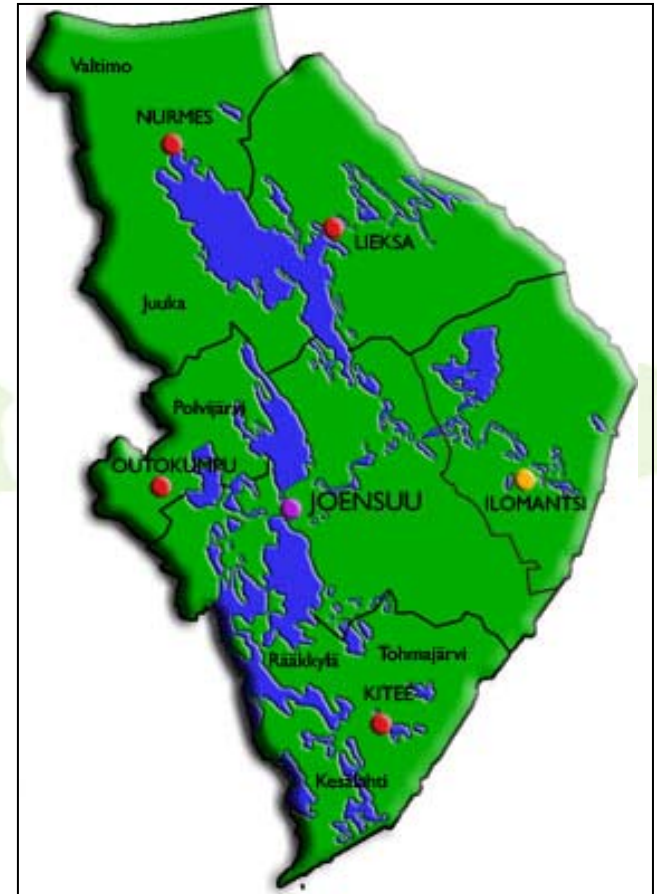 Valtimo
NURMES
LIEKSA
Juuka
Polvijärvi
OUTOKUMPU
JOENSUU
ILOMANTSI
Rääkkylä
Tohmajärvi
KITEE
Kesälahti